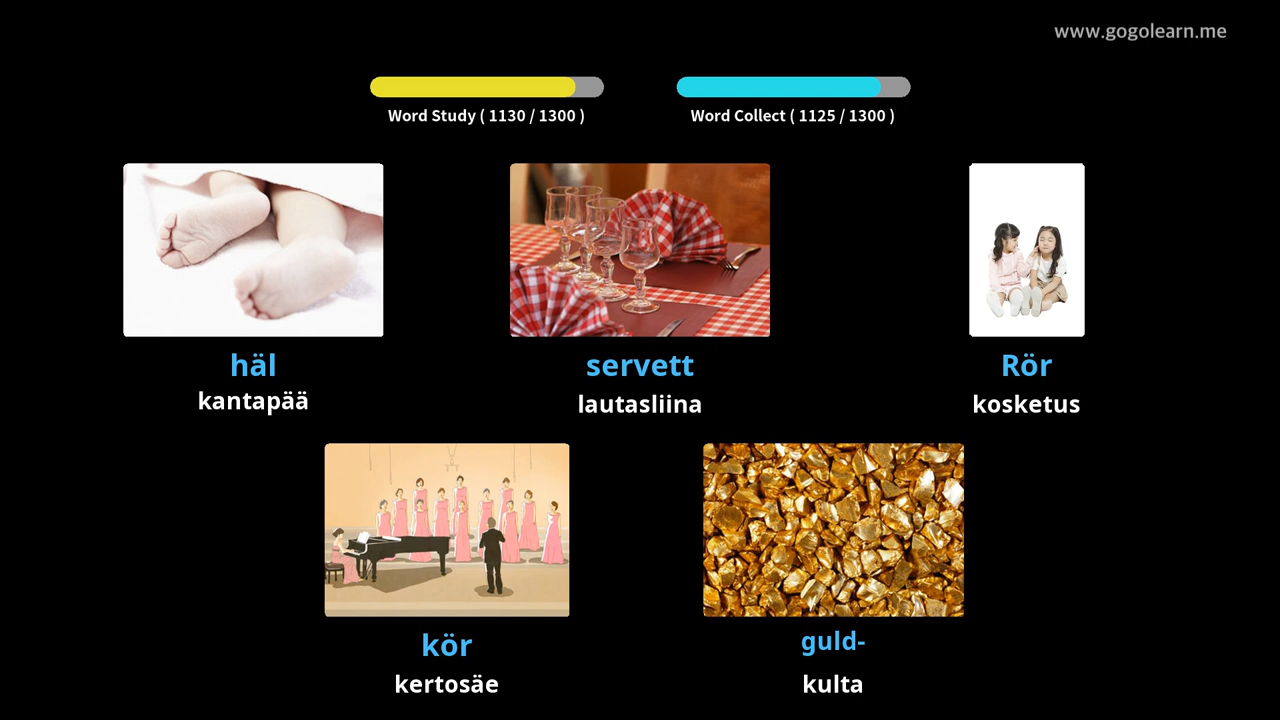 www.gogolearn.me
Word Study ( 1130 / 1300 )
Word Collect ( 1125 / 1300 )
häl
kantapää
servett
lautasliina
Rör
kosketus
kör
kertosäe
guld-
kulta